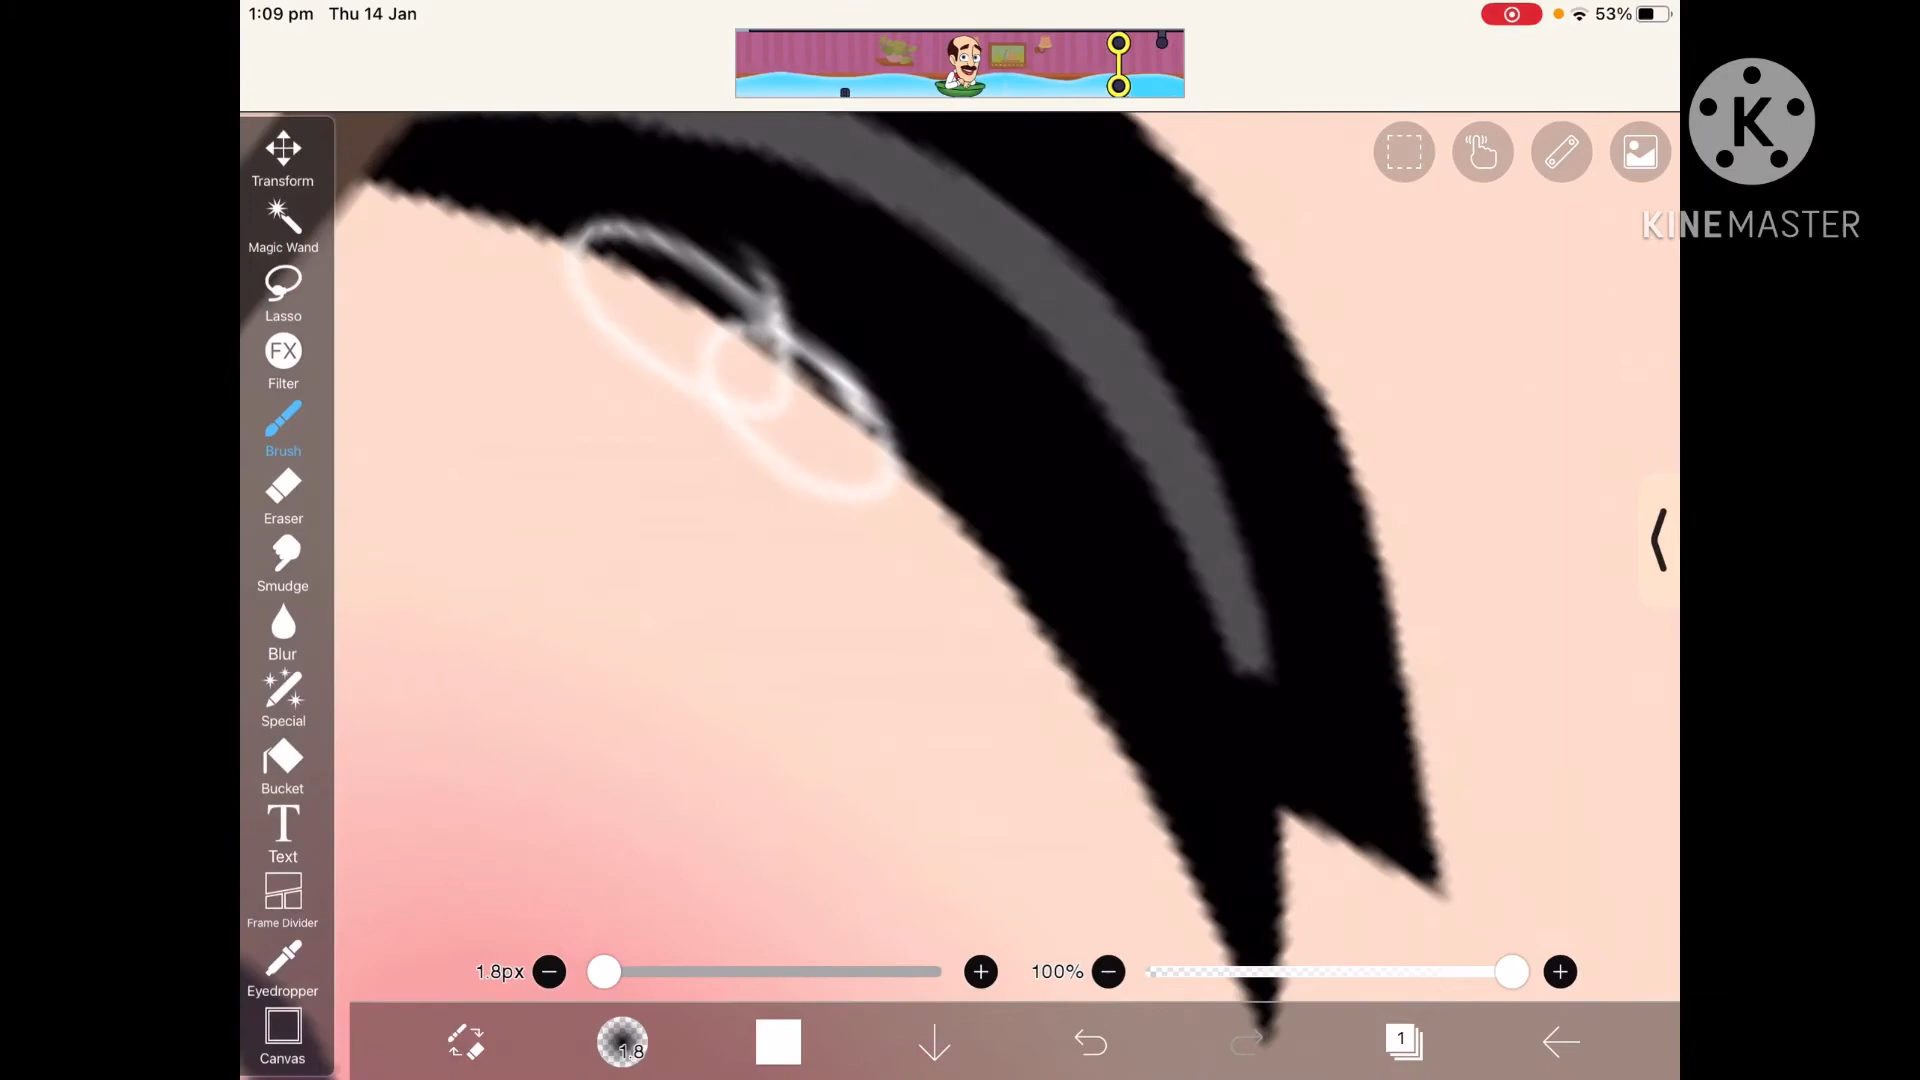 1:09 pm Thu 14 Jan
53%
K
KINEMASTER
Transform
Magic Wand
Lasso
FX
Filter
Brush
Eraser
Smudge
Blur
Special
Bucket
T
Text
Frame Divider
Eyedropper
Canvas
1.8px
100%
1.8
1